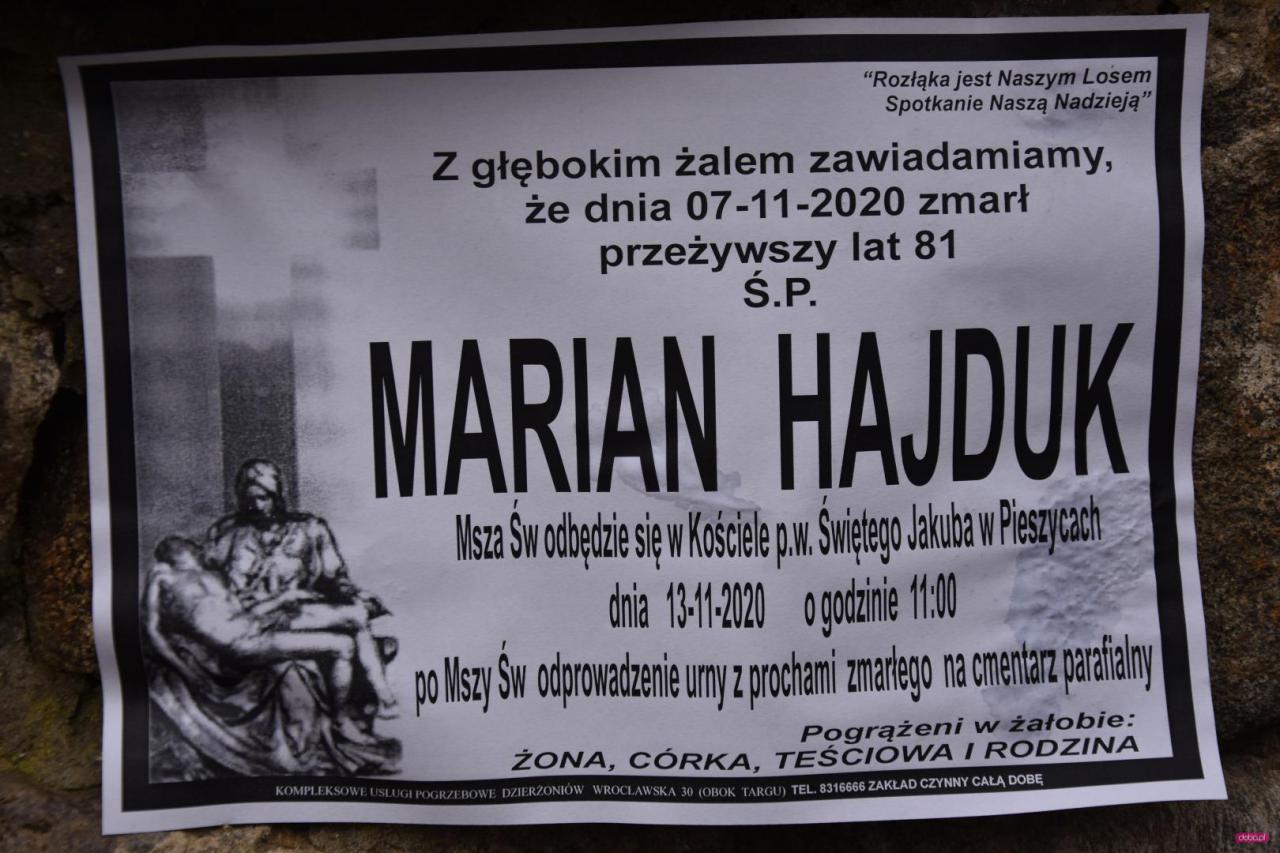 “Rozłąka jest Naszym Losem
Spotkanie Naszą Nadzieją”
Z głębokim żalem zawiadamiamy,
że dnia 07-11-2020 zmarł
przeżywszy lat 81
Ś.P.
MARIAN HAJDUK
Msza Św odbędzie się w Kościele p.w. Świętego Jakuba w Pieszycach
dnia 13-11-2020 o godzinie 11:00
po Mszy Św odprowadzenie urny z prochami zmarłego na cmentarz parafialny
Pogrążeni w żałobie:
ŻONA, CÓRKA, TEŚCIOWA I RODZINA
KOMPLEKSOWE USŁUGI POGRZEBOWE DZIERŻONIÓW WROCŁAWSKA 30 (OBOK TARGU) TEL. 8316666 ZAKŁAD CZYNNY CAŁĄ DOBĘ
doba.pl